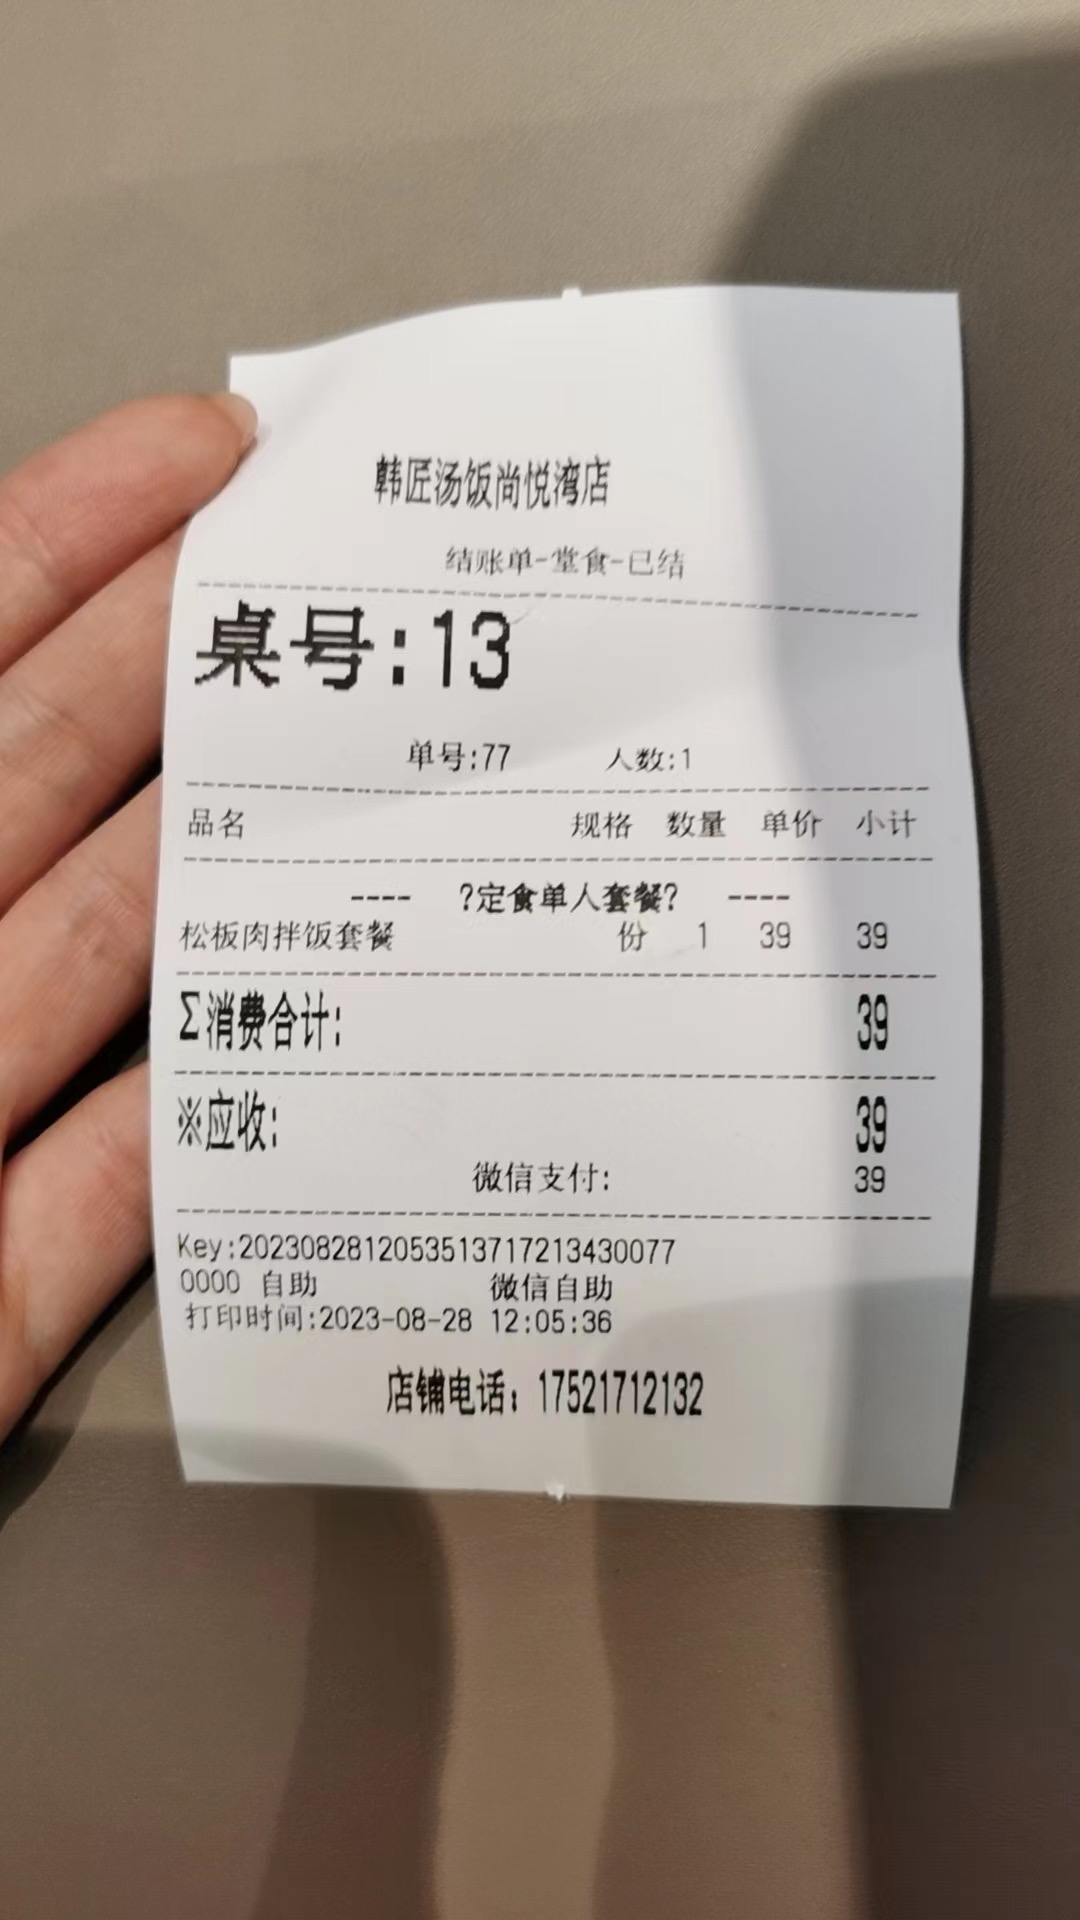 韩匠汤饭尚悦湾店
结账单-堂食-已结
桌号:13
单号:77 人数:1
品名 规格 数量 单价 小计
---- ?定食单人套餐? ----
松板肉拌饭套餐 份 1 39 39
Σ消费合计: 39
※应收: 39
微信支付: 39
Key:2023082812053513717213430077
0000 自助 微信自助
打印时间:2023-08-28 12:05:36
店铺电话：17521712132